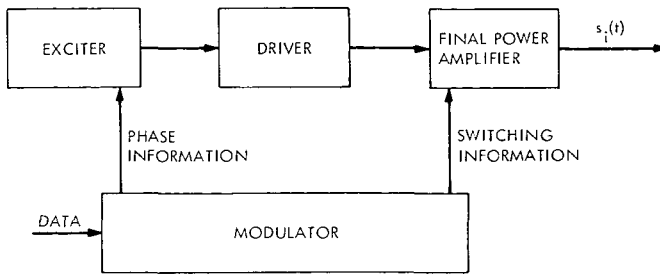 EXCITER
DRIVER
FINAL POWER
AMPLIFIER
s_i(t)
PHASE
INFORMATION
SWITCHING
INFORMATION
DATA
MODULATOR